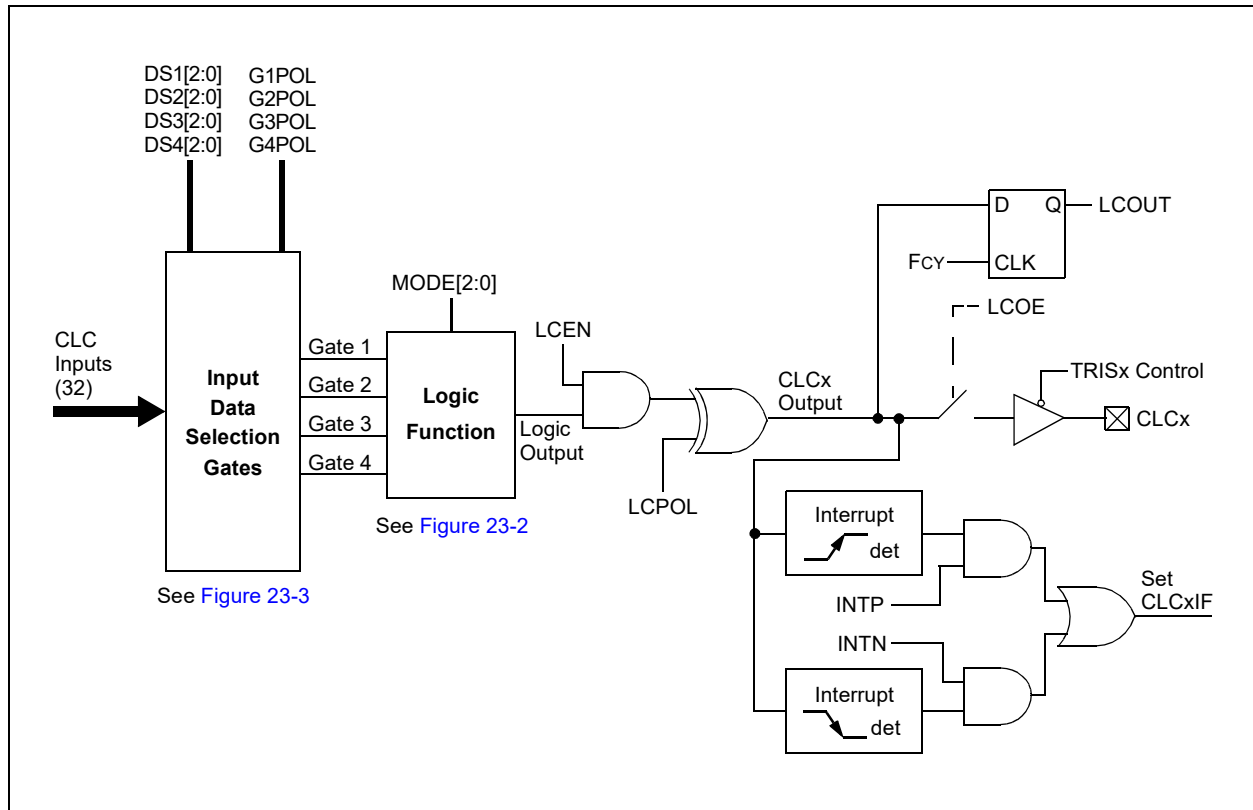 DS1[2:0] G1POL
DS2[2:0] G2POL
DS3[2:0] G3POL
DS4[2:0] G4POL
D Q LCOUT
FCY CLK
MODE[2:0]
LCOE
LCEN
CLC
Inputs
(32)
Input
Data
Selection
Gates
Gate 1
Gate 2
Gate 3
Gate 4
Logic
Function
Logic
Output
CLCx
Output
TRISx Control
CLCx
LCPOL
See Figure 23-2
See Figure 23-3
Interrupt
det
INTP
INTN
Interrupt
det
Set
CLCxIF